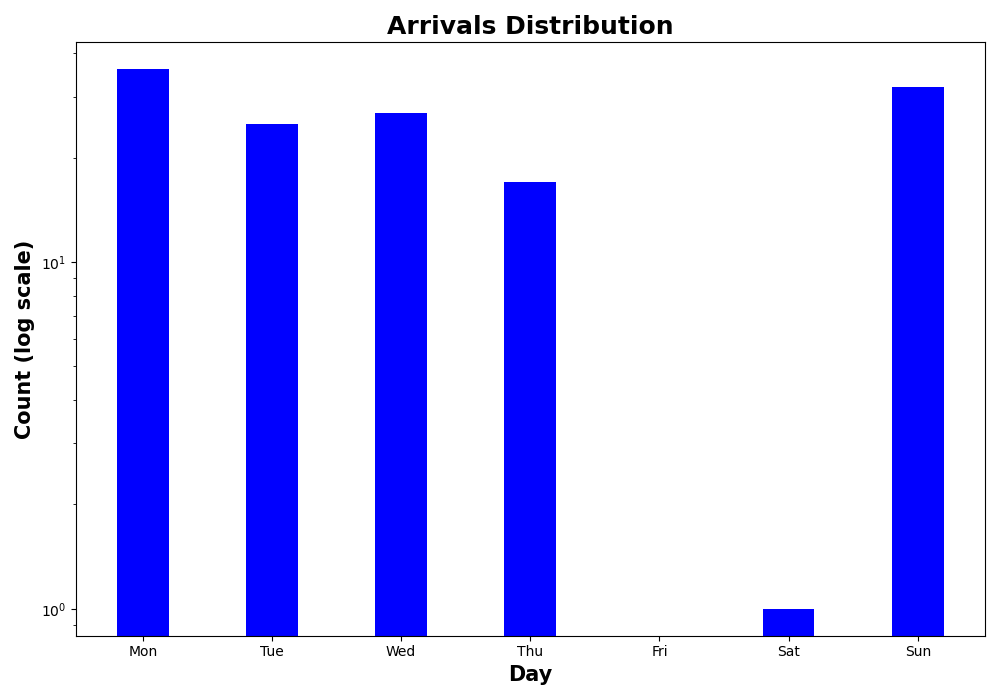 Arrivals Distribution
Count (log scale)
10¹
10⁰
Mon Tue Wed Thu Fri Sat Sun
Day